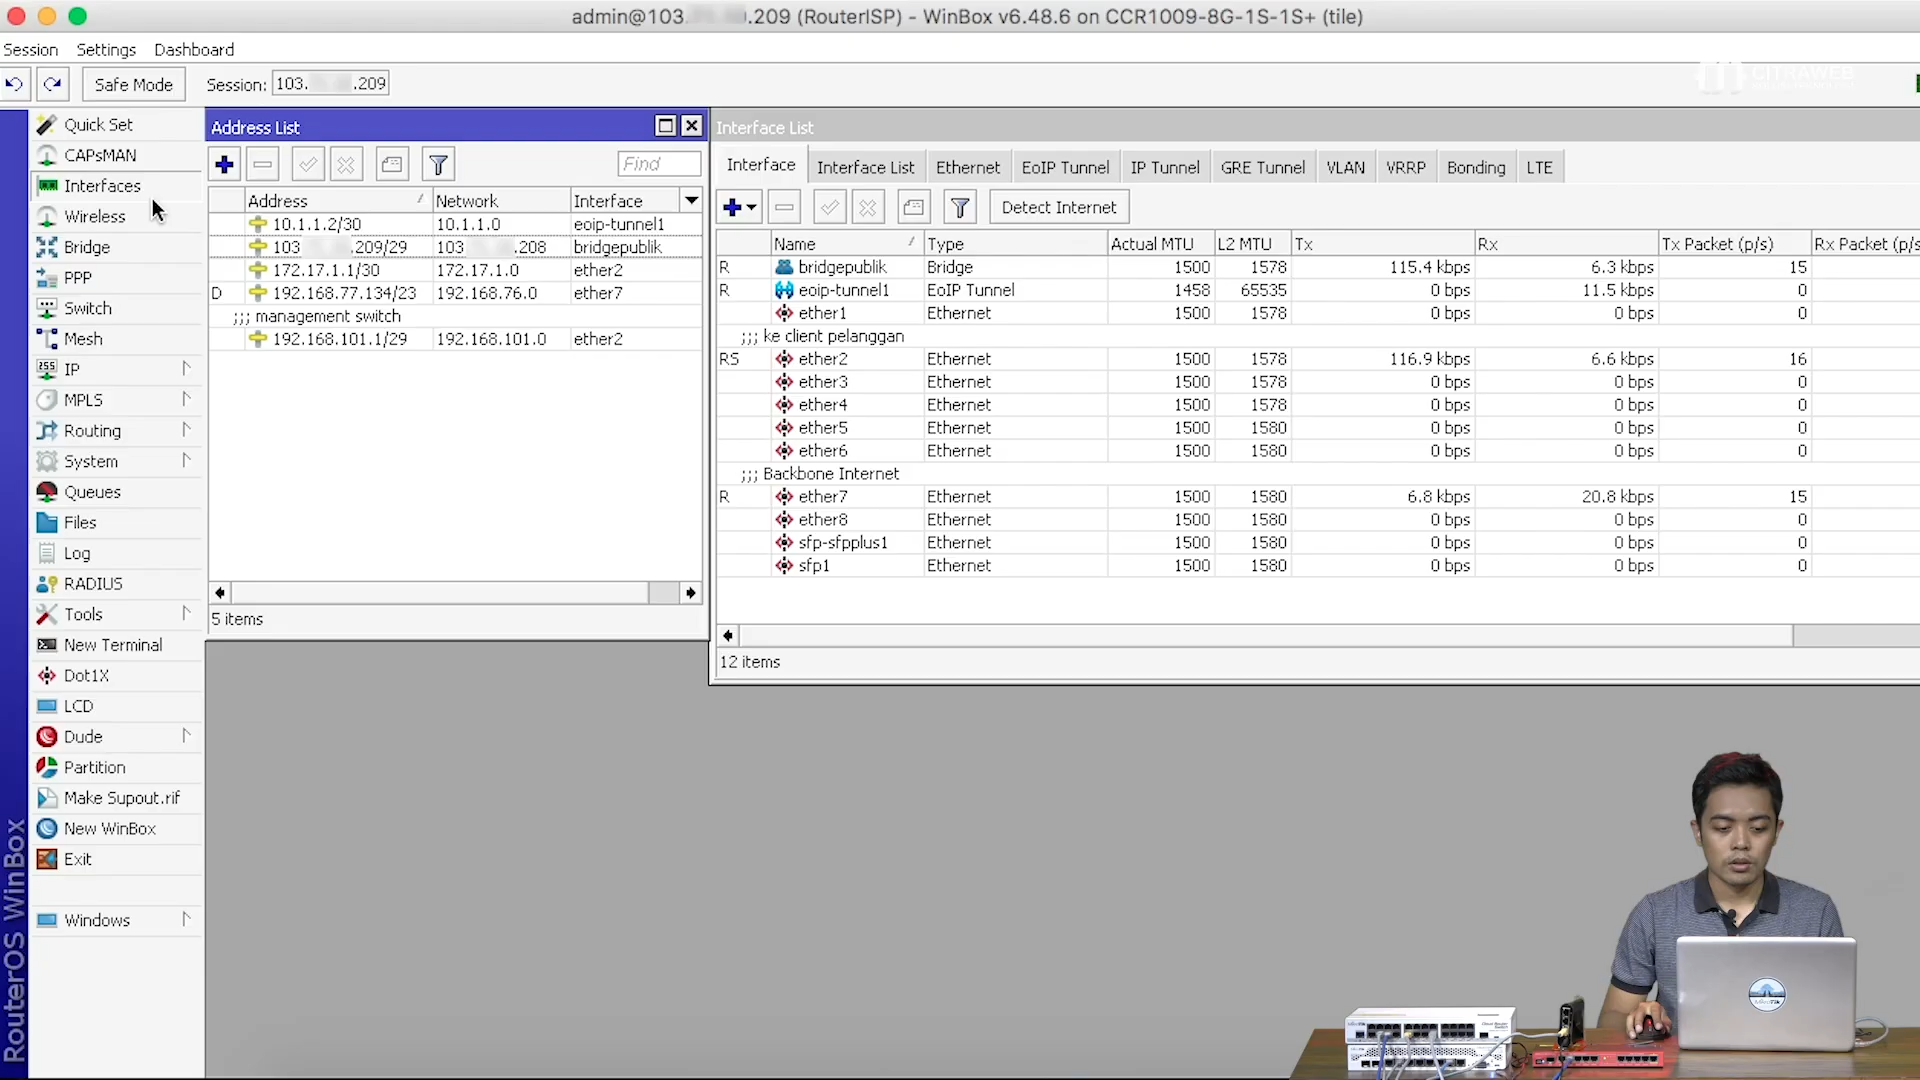 admin@103. .209 (RouterISP) - WinBox v6.48.6 on CCR1009-8G-1S-1S+ (tile)
Session Settings Dashboard
Safe Mode Session: 103. .209
CITRAWEB
RouterOS WinBox
Quick Set
CAPsMAN
Interfaces
Wireless
Bridge
PPP
Switch
Mesh
255 IP
MPLS
Routing
System
Queues
Files
Log
RADIUS
Tools
New Terminal
Dot1X
LCD
Dude
Partition
Make Supout.rif
New WinBox
Exit
Windows
Address List
Find
Address Network Interface
10.1.1.2/30 10.1.1.0 eoip-tunnel1
103 .209/29 103 .208 bridgepublik
172.17.1.1/30 172.17.1.0 ether2
D 192.168.77.134/23 192.168.76.0 ether7
;;; management switch
192.168.101.1/29 192.168.101.0 ether2
5 items
Interface List
Interface Interface List Ethernet EoIP Tunnel IP Tunnel GRE Tunnel VLAN VRRP Bonding LTE
Detect Internet
Name Type Actual MTU L2 MTU Tx Rx Tx Packet (p/s) Rx Packet (p/s
R bridgepublik Bridge 1500 1578 115.4 kbps 6.3 kbps 15
R eoip-tunnel1 EoIP Tunnel 1458 65535 0 bps 11.5 kbps 0
ether1 Ethernet 1500 1578 0 bps 0 bps 0
;;; ke client pelanggan
RS ether2 Ethernet 1500 1578 116.9 kbps 6.6 kbps 16
ether3 Ethernet 1500 1578 0 bps 0 bps 0
ether4 Ethernet 1500 1578 0 bps 0 bps 0
ether5 Ethernet 1500 1580 0 bps 0 bps 0
ether6 Ethernet 1500 1580 0 bps 0 bps 0
;;; Backbone Internet
R ether7 Ethernet 1500 1580 6.8 kbps 20.8 kbps 15
ether8 Ethernet 1500 1580 0 bps 0 bps 0
sfp-sfpplus1 Ethernet 1500 1580 0 bps 0 bps 0
sfp1 Ethernet 1500 1580 0 bps 0 bps 0
12 items
MikroTik